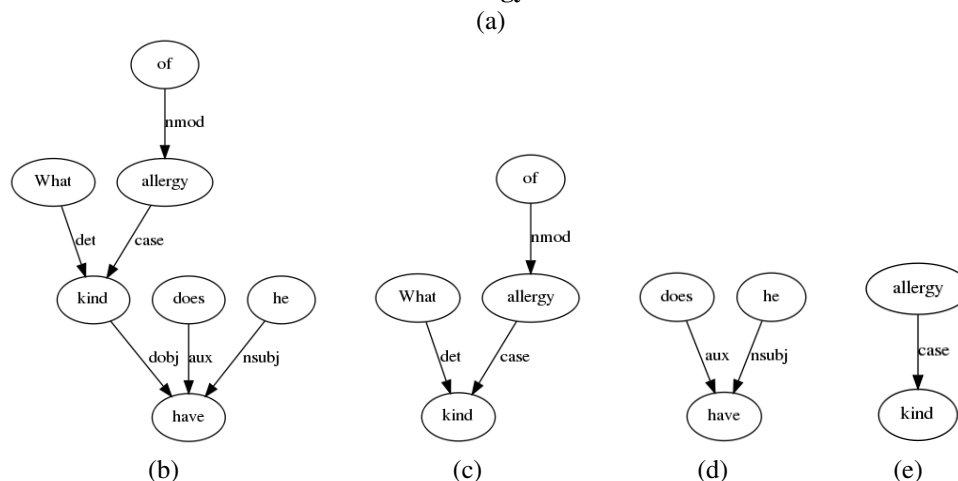 (a)
of
nmod
What
allergy
det
case
kind
does
he
dobj
aux
nsubj
have
(b)
of
nmod
What
allergy
det
case
kind
(c)
does
he
aux
nsubj
have
(d)
allergy
case
kind
(e)